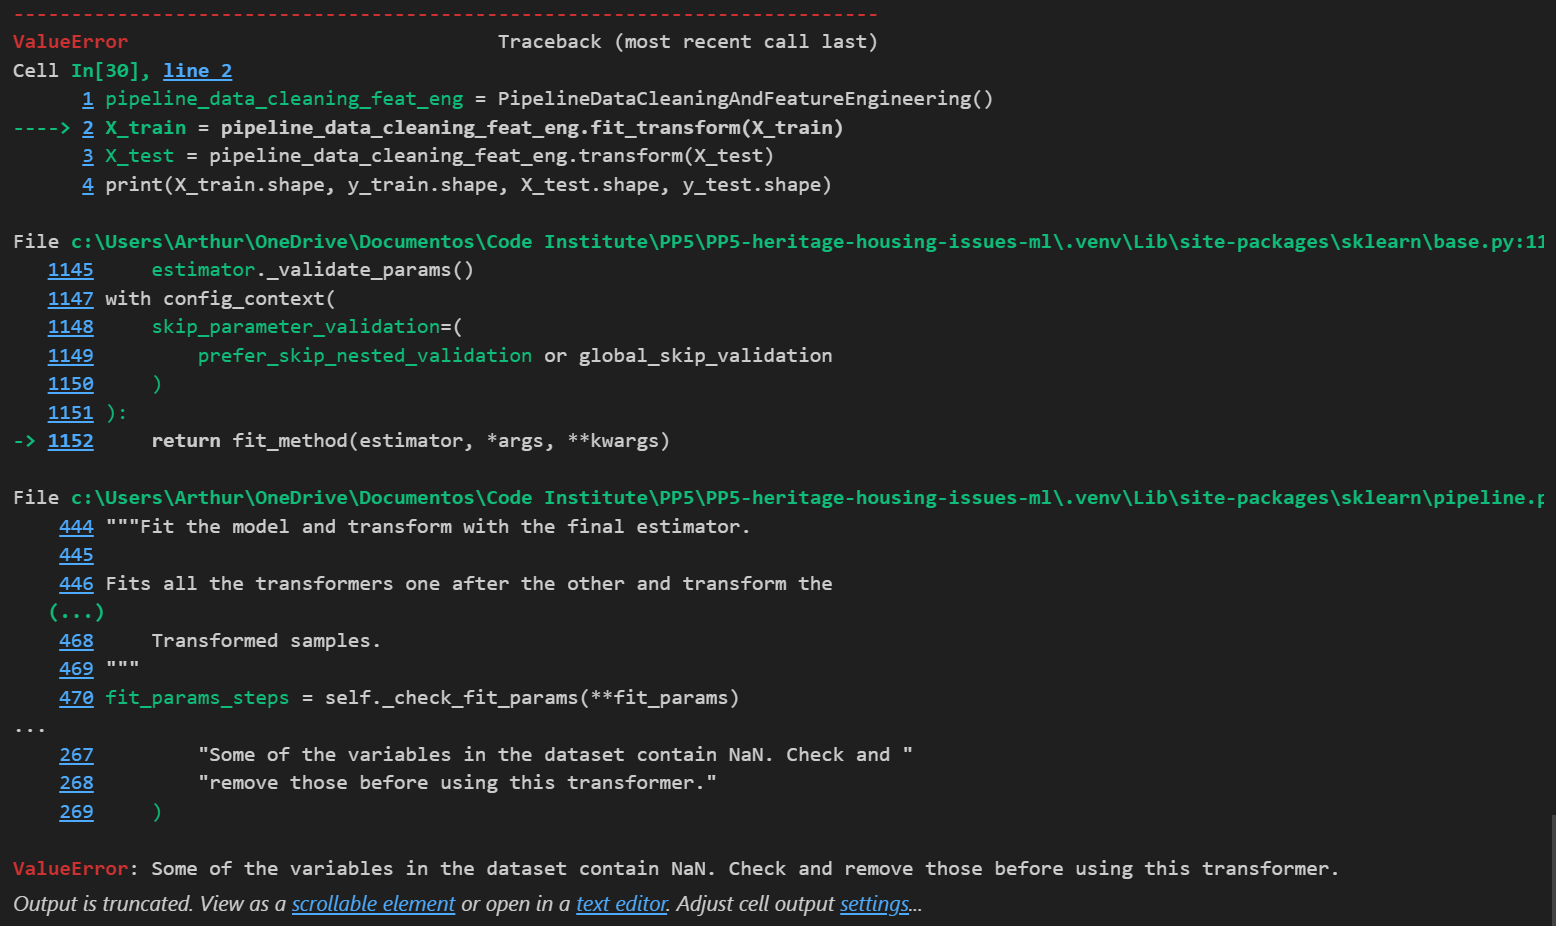 ---------------------------------------------------------------------------
ValueError                                Traceback (most recent call last)
Cell In[30], line 2
      1 pipeline_data_cleaning_feat_eng = PipelineDataCleaningAndFeatureEngineering()
----> 2 X_train = pipeline_data_cleaning_feat_eng.fit_transform(X_train)
      3 X_test = pipeline_data_cleaning_feat_eng.transform(X_test)
      4 print(X_train.shape, y_train.shape, X_test.shape, y_test.shape)
File c:\Users\Arthur\OneDrive\Documentos\Code Institute\PP5\PP5-heritage-housing-issues-ml\.venv\Lib\site-packages\sklearn\base.py:11
   1145     estimator._validate_params()
   1147 with config_context(
   1148     skip_parameter_validation=(
   1149         prefer_skip_nested_validation or global_skip_validation
   1150     )
   1151 ):
-> 1152     return fit_method(estimator, *args, **kwargs)
File c:\Users\Arthur\OneDrive\Documentos\Code Institute\PP5\PP5-heritage-housing-issues-ml\.venv\Lib\site-packages\sklearn\pipeline.p
    444 """Fit the model and transform with the final estimator.
    445
    446 Fits all the transformers one after the other and transform the
   (...)
    468     Transformed samples.
    469 """
    470 fit_params_steps = self._check_fit_params(**fit_params)
...
    267         "Some of the variables in the dataset contain NaN. Check and "
    268         "remove those before using this transformer."
    269     )
ValueError: Some of the variables in the dataset contain NaN. Check and remove those before using this transformer.
Output is truncated. View as a scrollable element or open in a text editor. Adjust cell output settings...